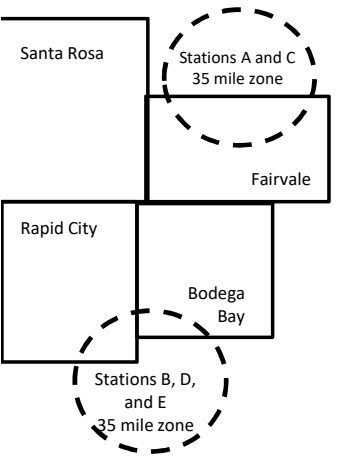 Santa Rosa
Stations A and C
35 mile zone
Fairvale
Rapid City
Bodega
Bay
Stations B, D,
and E
35 mile zone